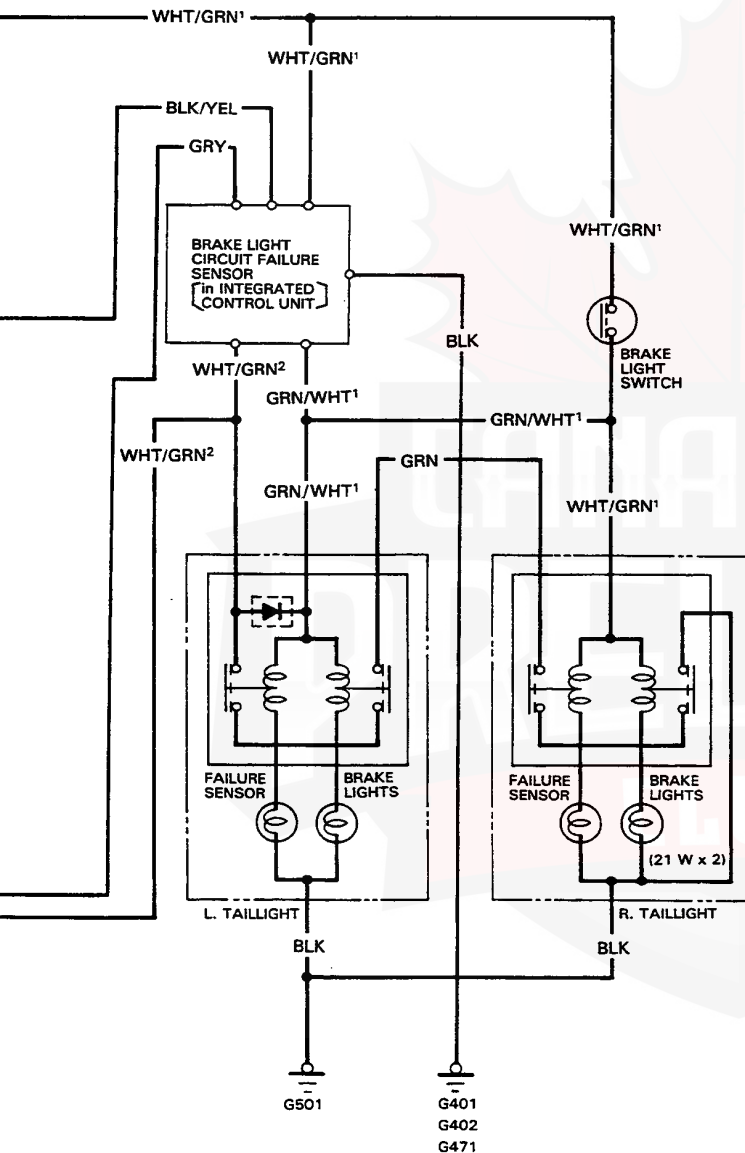 WHT/GRN¹
WHT/GRN¹
BLK/YEL
GRY
BRAKE LIGHT
CIRCUIT FAILURE
SENSOR
[in INTEGRATED
CONTROL UNIT]
WHT/GRN¹
BRAKE
LIGHT
SWITCH
BLK
WHT/GRN²
GRN/WHT¹
GRN/WHT¹
WHT/GRN²
GRN
GRN/WHT¹
WHT/GRN¹
FAILURE
SENSOR
BRAKE
LIGHTS
FAILURE
SENSOR
BRAKE
LIGHTS
(21 W x 2)
L. TAILLIGHT
R. TAILLIGHT
BLK
BLK
G501
G401
G402
G471